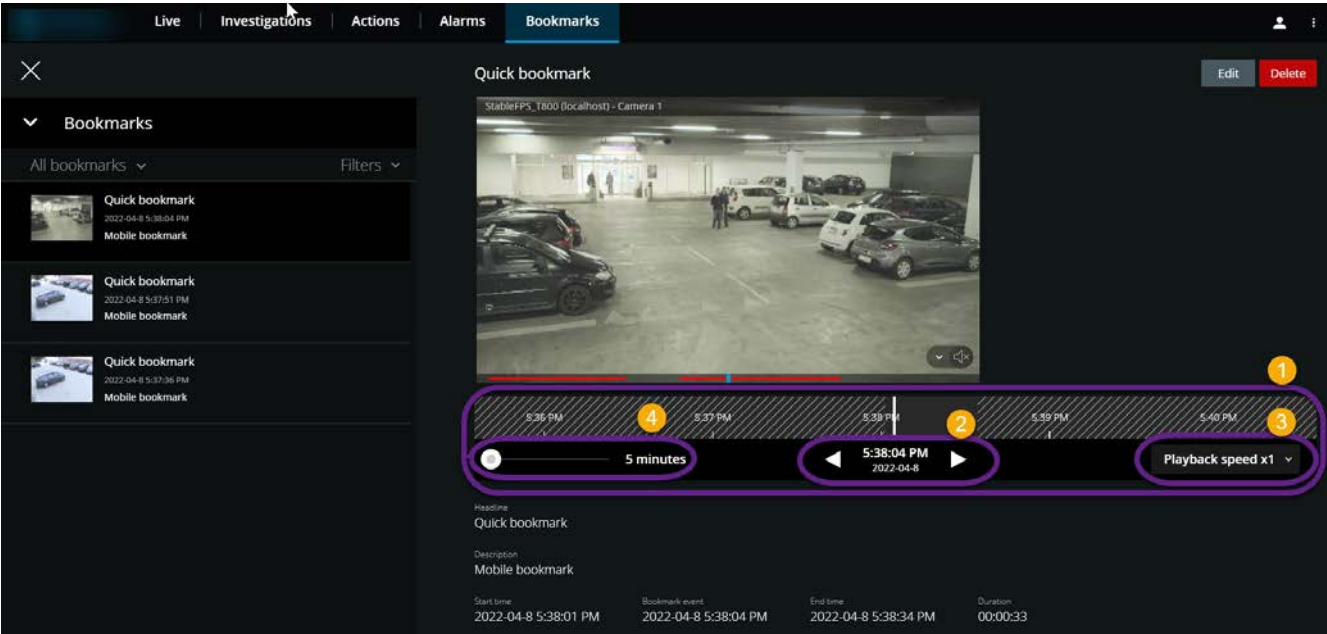 Live
Investigations
Actions
Alarms
Bookmarks
Quick bookmark
Edit
Delete
StableFPS_T800 (localhost) - Camera 1
Bookmarks
All bookmarks
Filters
Quick bookmark
2022-04-8 5:38:04 PM
Mobile bookmark
Quick bookmark
2022-04-8 5:37:51 PM
Mobile bookmark
Quick bookmark
2022-04-8 5:37:36 PM
Mobile bookmark
1
5:36 PM
4
5:37 PM
5:38 PM
2
5:39 PM
5:40 PM
3
5 minutes
5:38:04 PM
2022-04-8
Playback speed x1
Headline
Quick bookmark
Description
Mobile bookmark
Start time
2022-04-8 5:38:01 PM
Bookmark event
2022-04-8 5:38:04 PM
End time
2022-04-8 5:38:34 PM
Duration
00:00:33